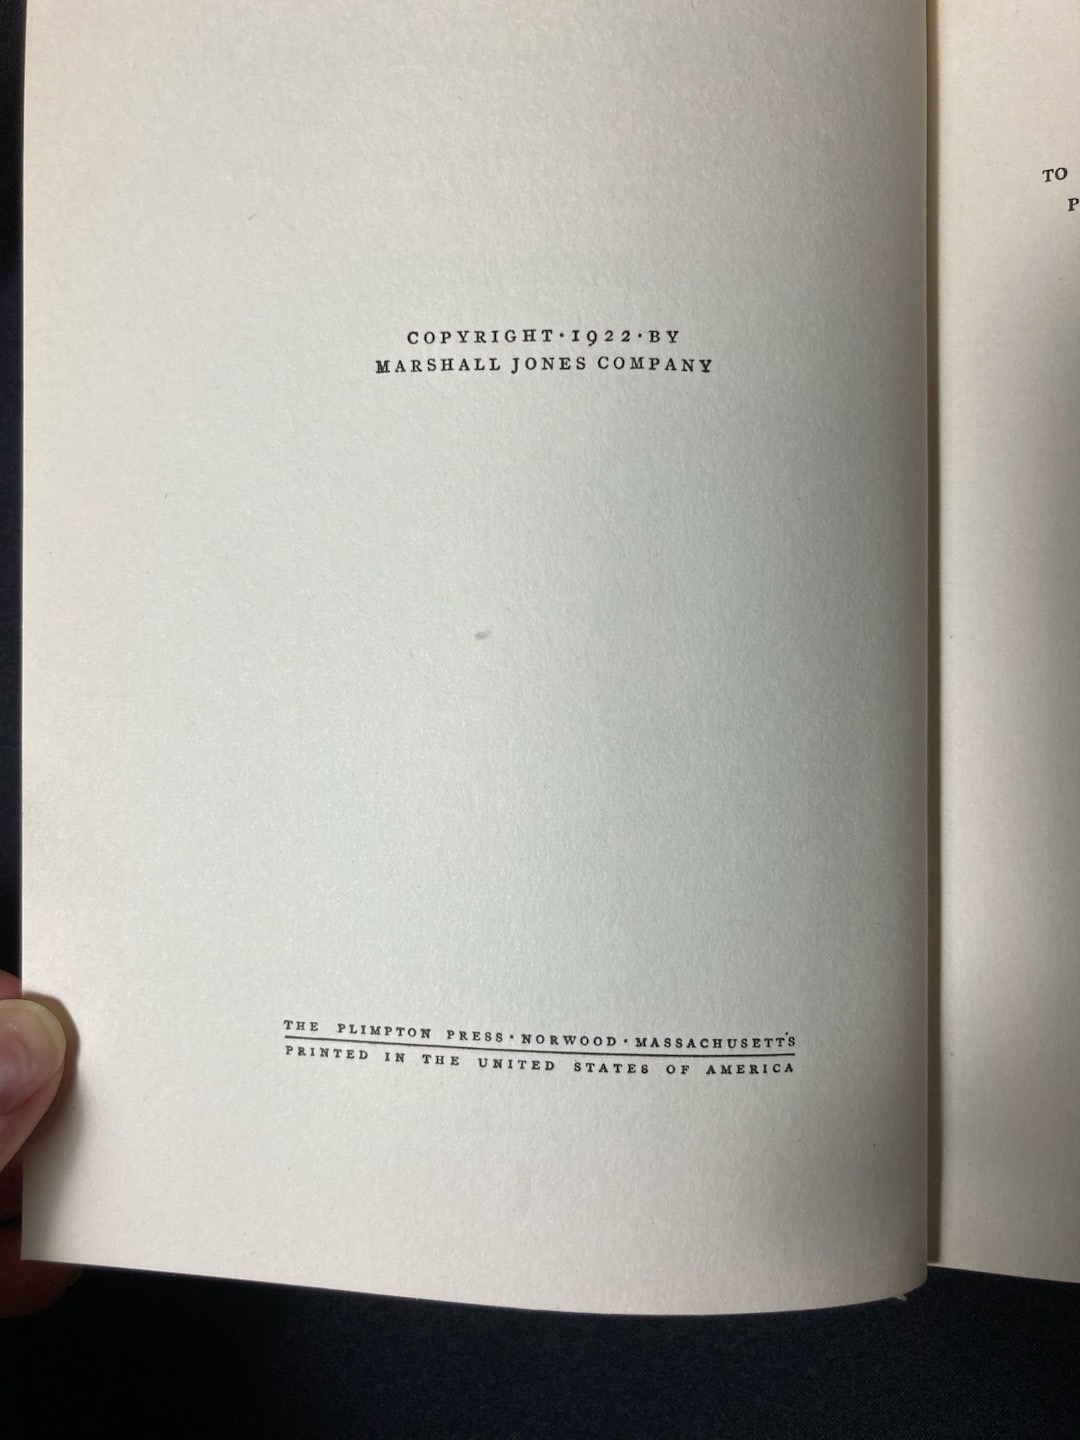 COPYRIGHT·1922·BY
MARSHALL JONES COMPANY
THE PLIMPTON PRESS·NORWOOD·MASSACHUSETTS
PRINTED IN THE UNITED STATES OF AMERICA
TO
P